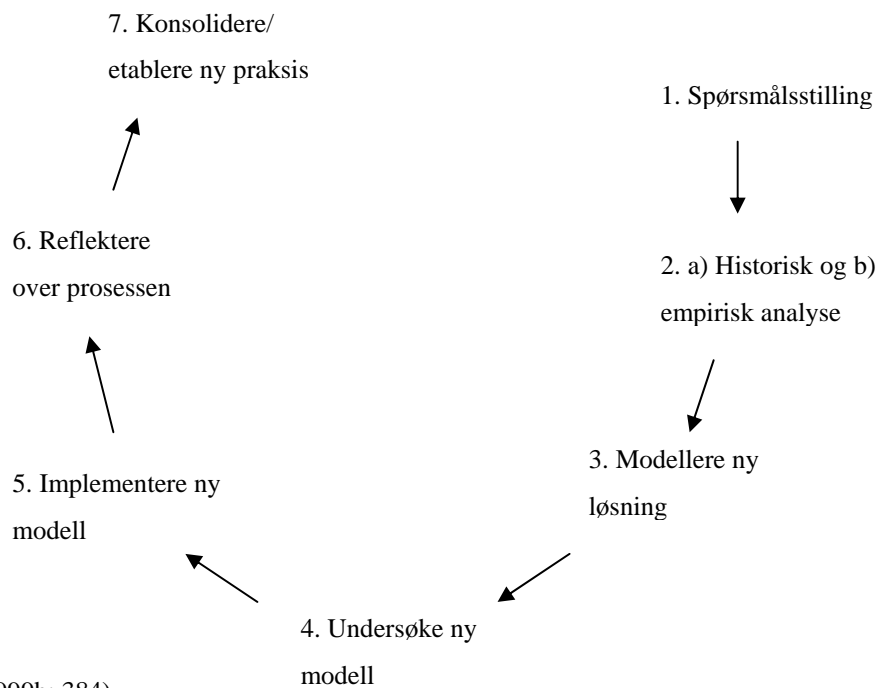 7. Konsolidere/
etablere ny praksis
1. Spørsmålsstilling
6. Reflektere
over prosessen
2. a) Historisk og b)
empirisk analyse
3. Modellere ny
løsning
5. Implementere ny
modell
4. Undersøke ny
modell
384)